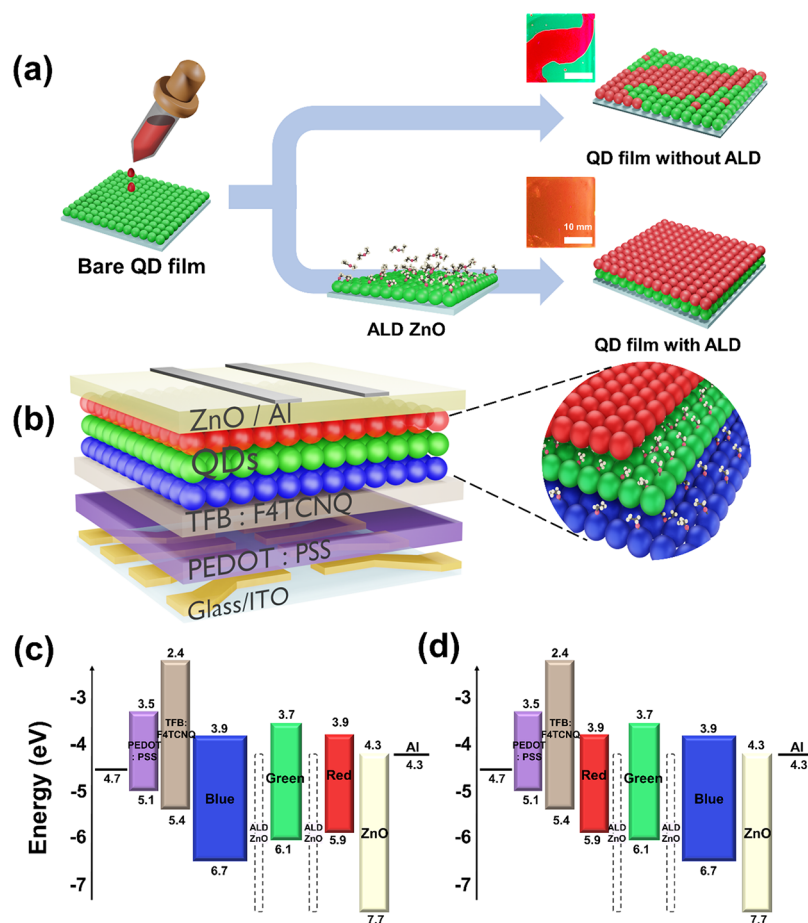 (a)
QD film without ALD
Bare QD film
10 mm
ALD ZnO
QD film with ALD
(b)
ZnO / Al
QDs
TFB : F4TCNQ
PEDOT : PSS
Glass/ITO
(c)
Energy (eV)
-3
-4
-5
-6
-7
4.7
3.5
PEDOT
: PSS
5.1
2.4
TFB:
F4TCNQ
5.4
3.9
Blue
6.7
ALD
ZnO
3.7
Green
6.1
ALD
ZnO
3.9
Red
5.9
4.3
ZnO
7.7
Al
4.3
(d)
-3
-4
-5
-6
-7
4.7
3.5
PEDOT
: PSS
5.1
2.4
TFB:
F4TCNQ
5.4
3.9
Red
5.9
ALD
ZnO
3.7
Green
6.1
ALD
ZnO
3.9
Blue
6.7
4.3
ZnO
7.7
Al
4.3